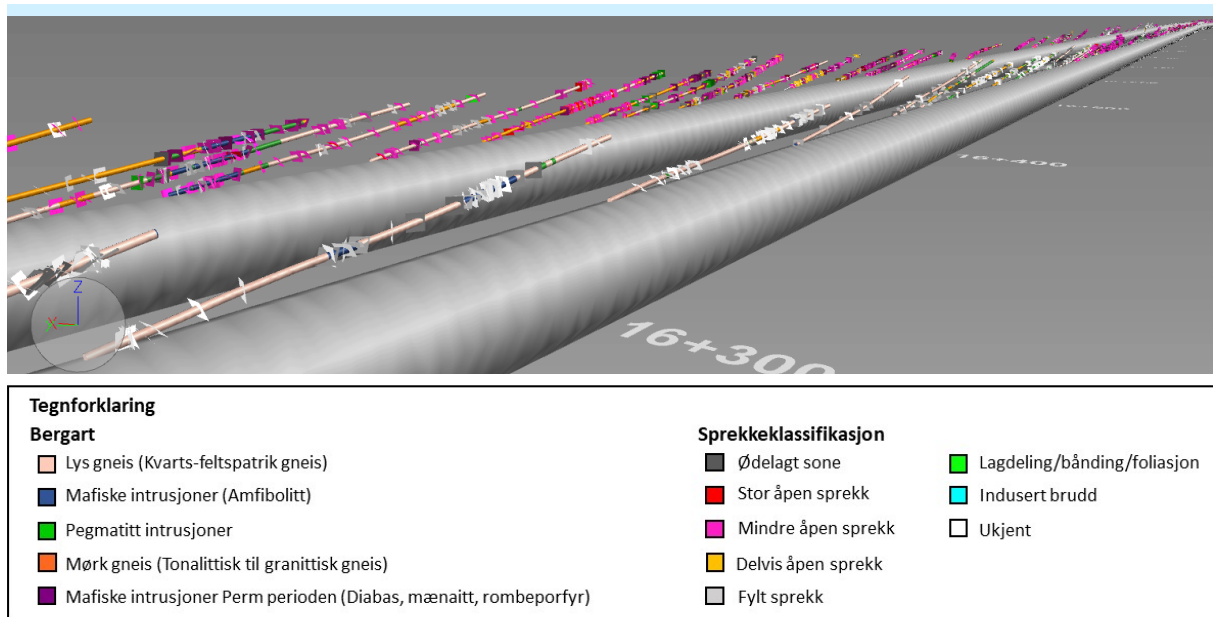 16+400
Z
X
16+300
Tegnforklaring
Bergart
Lys gneis (Kvarts-feltspatrik gneis)
Mafiske intrusjoner (Amfibolitt)
Pegmatitt intrusjoner
Mørk gneis (Tonalittisk til granittisk gneis)
Mafiske intrusjoner Perm perioden (Diabas, mænaitt, rombeporfyr)
Sprekkeklassifikasjon
Ødelagt sone
Stor åpen sprekk
Mindre åpen sprekk
Delvis åpen sprekk
Fylt sprekk
Lagdeling/bånding/foliasjon
Indusert brudd
Ukjent